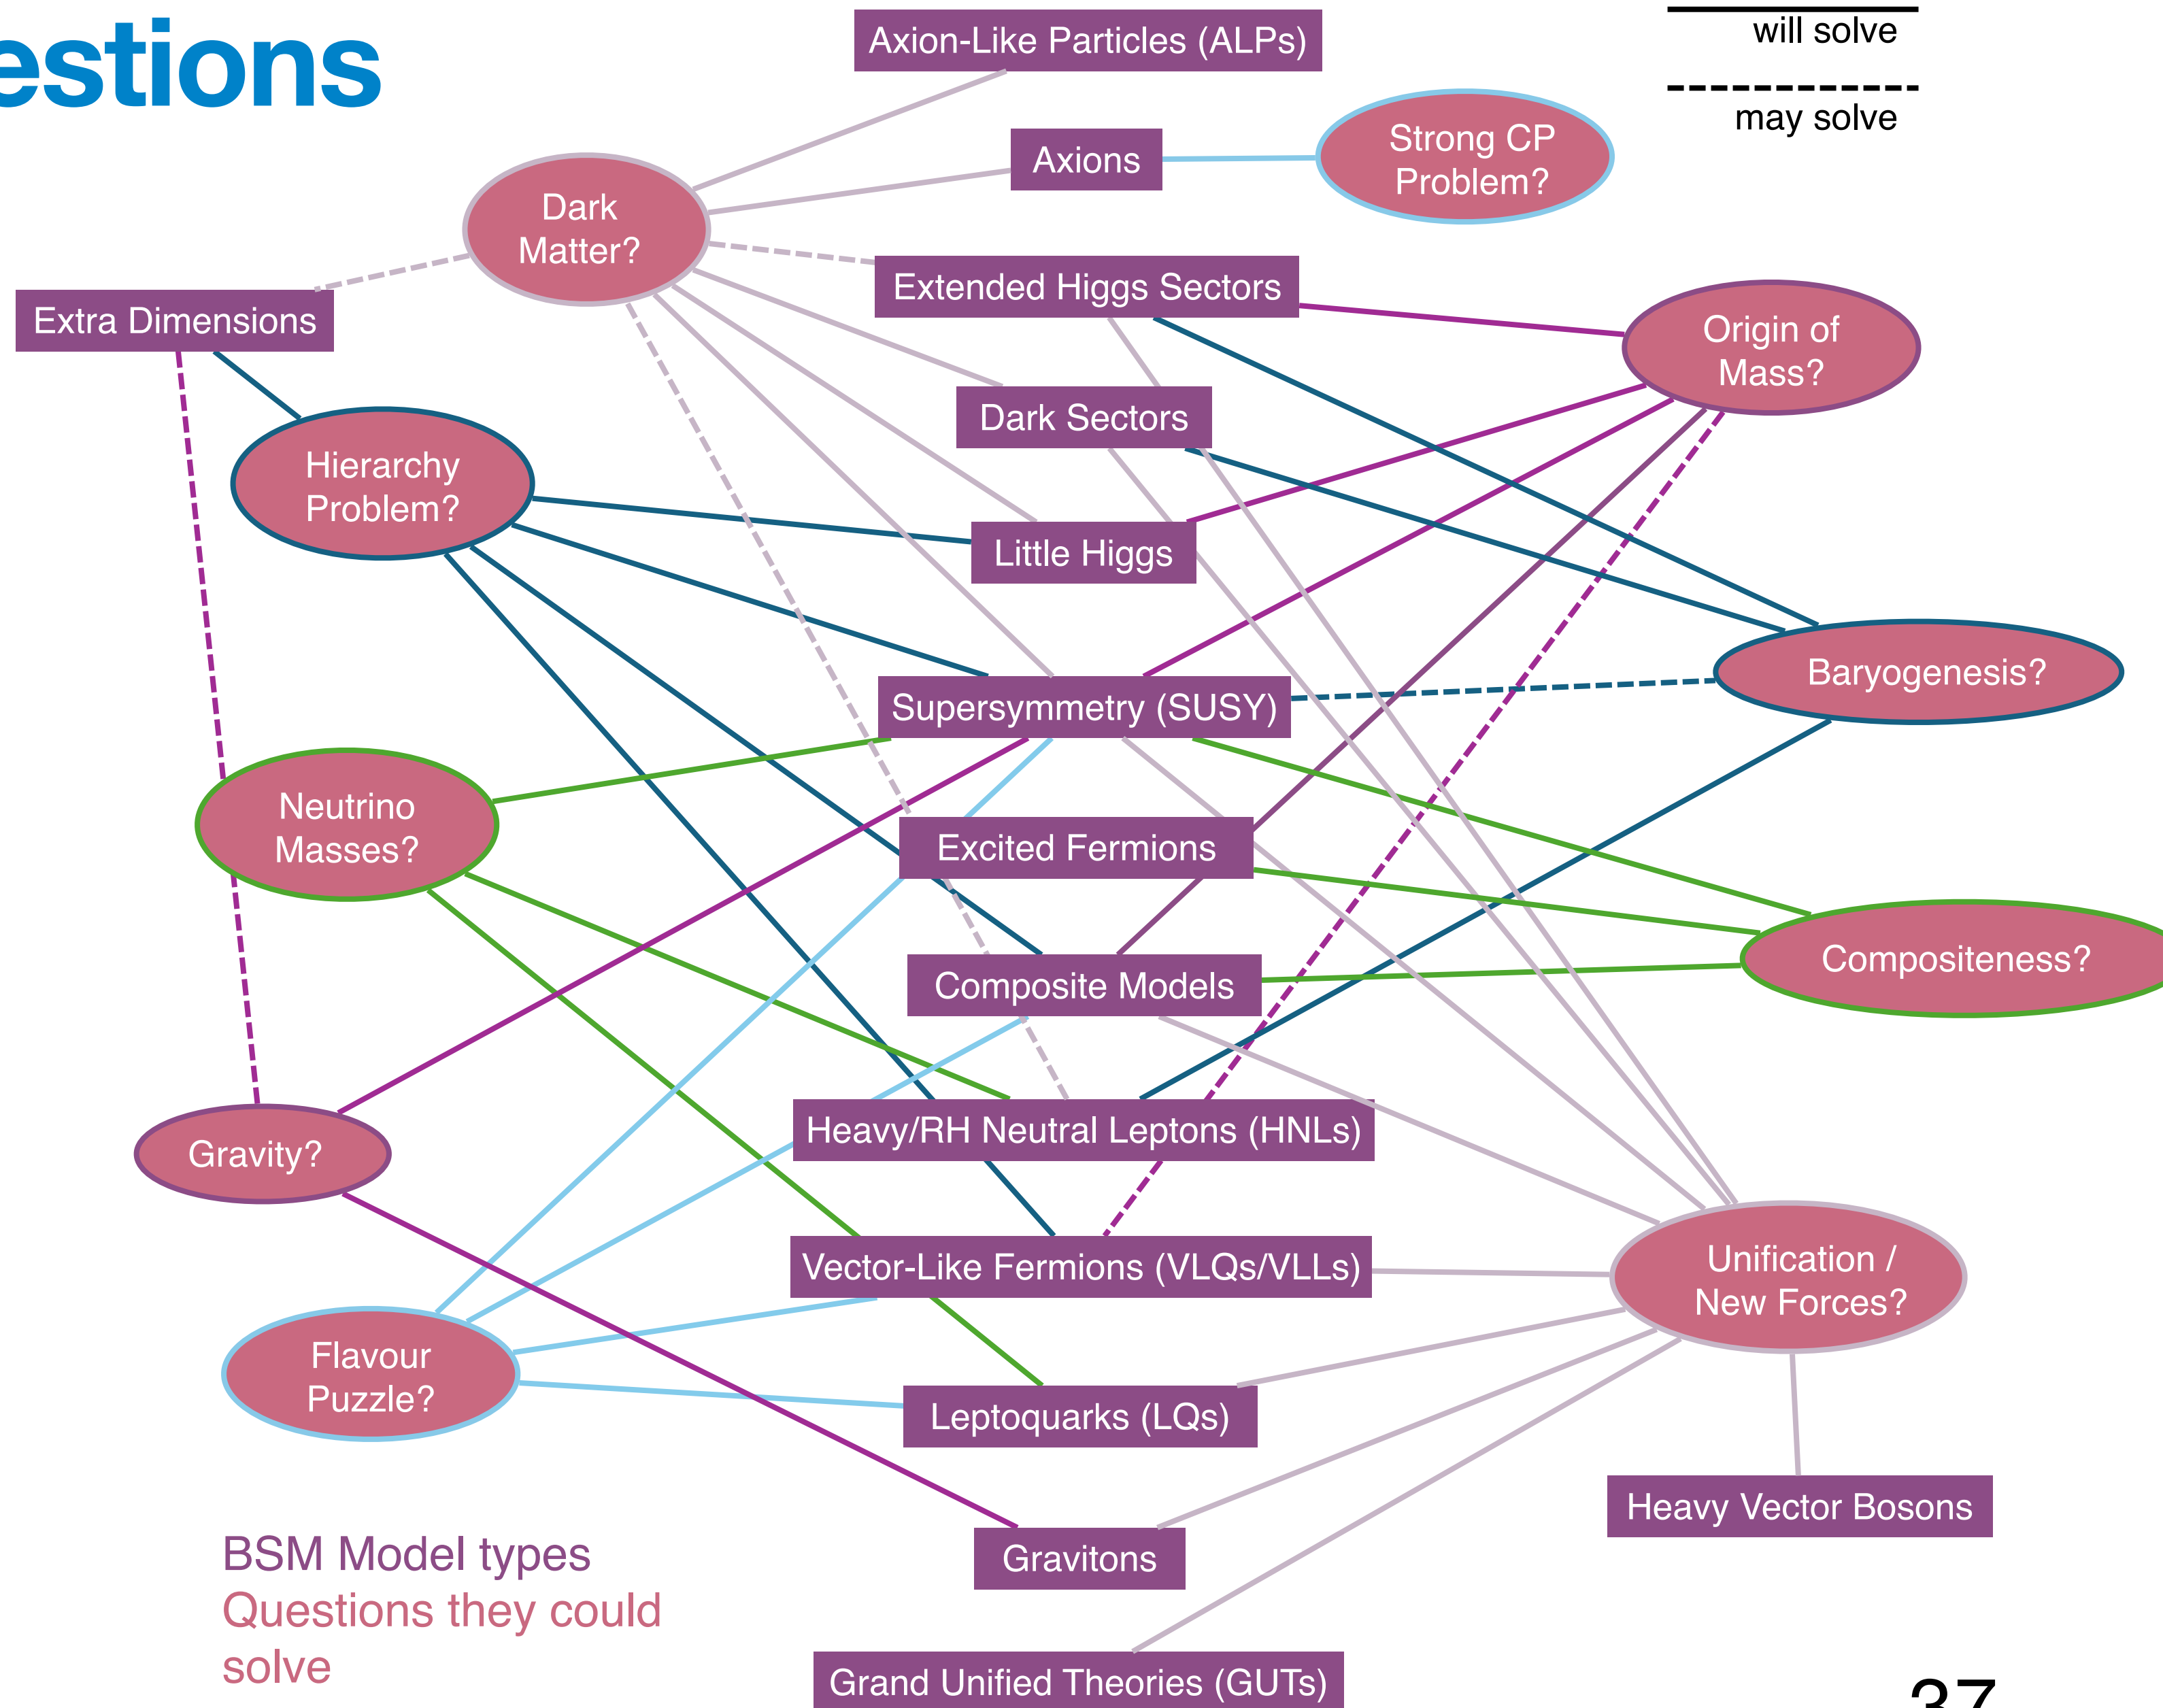 estions
Axion-Like Particles (ALPs)
will solve
may solve
Axions
Strong CP
Problem?
Dark
Matter?
Extended Higgs Sectors
Extra Dimensions
Origin of
Mass?
Dark Sectors
Hierarchy
Problem?
Little Higgs
Baryogenesis?
Supersymmetry (SUSY)
Neutrino
Masses?
Excited Fermions
Compositeness?
Composite Models
Heavy/RH Neutral Leptons (HNLs)
Gravity?
Vector-Like Fermions (VLQs/VLLs)
Unification /
New Forces?
Flavour
Puzzle?
Leptoquarks (LQs)
Heavy Vector Bosons
Gravitons
BSM Model types
Questions they could
solve
Grand Unified Theories (GUTs)
37